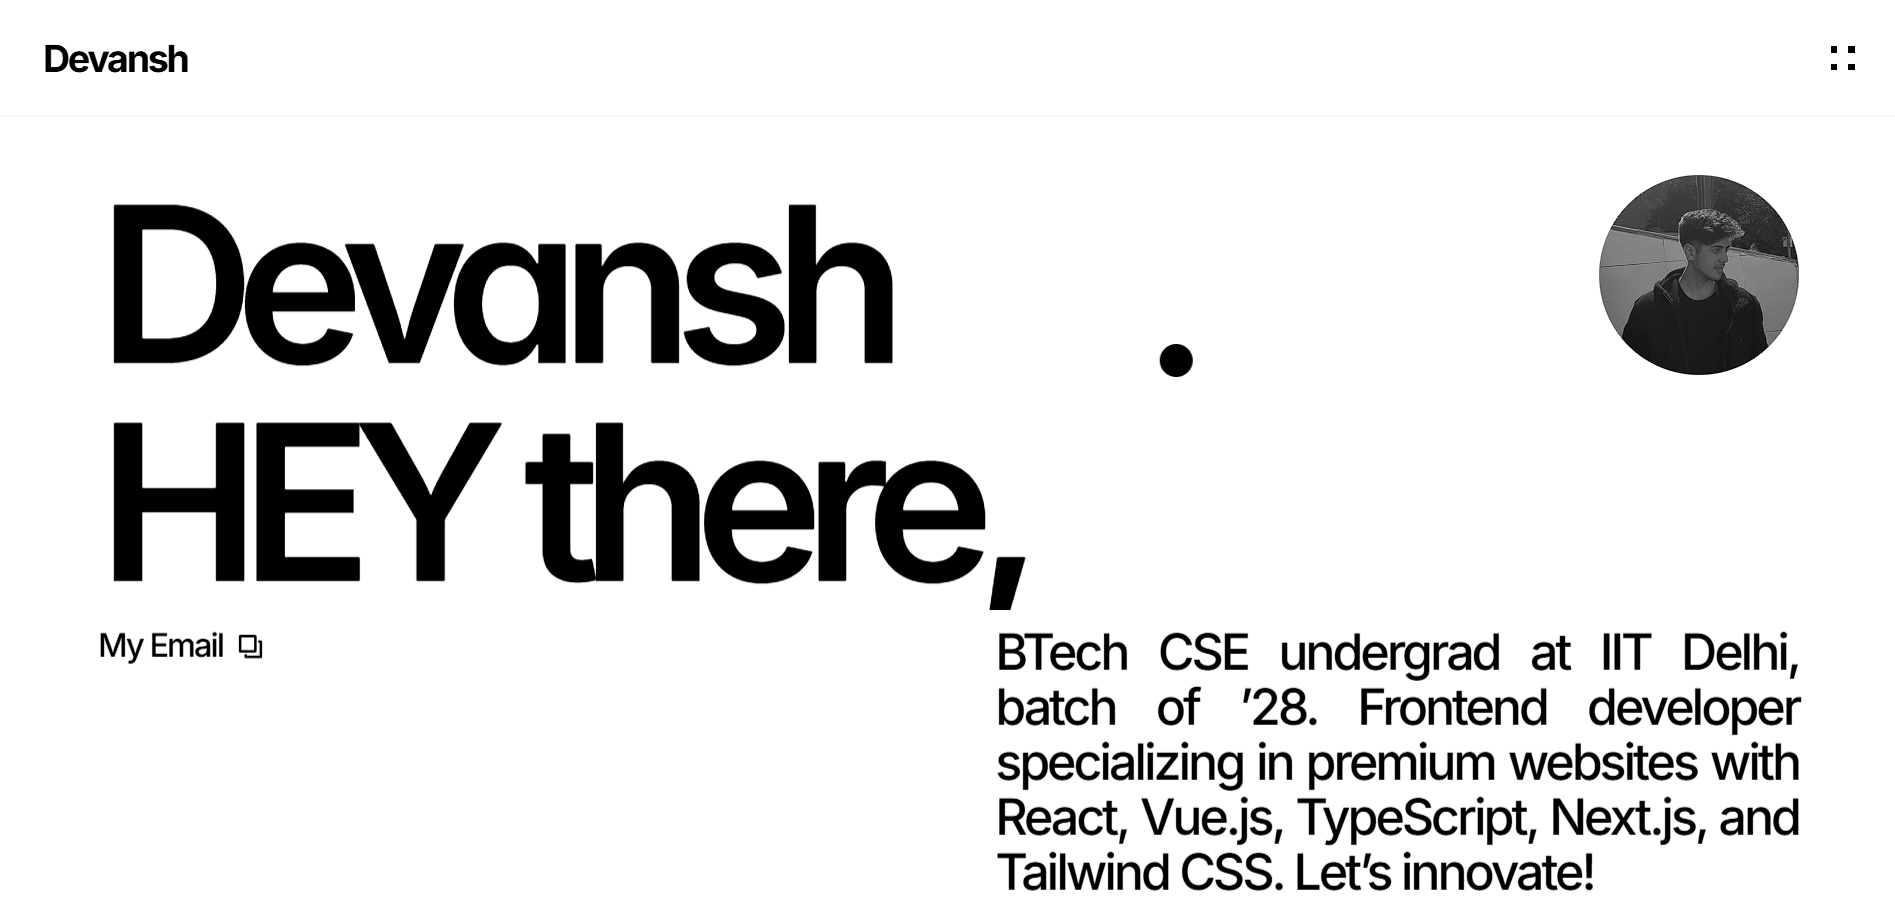 Devansh
Devansh .
HEY there,
My Email
BTech CSE undergrad at IIT Delhi,
batch of ’28. Frontend developer
specializing in premium websites with
React, Vue.js, TypeScript, Next.js, and
Tailwind CSS. Let’s innovate!